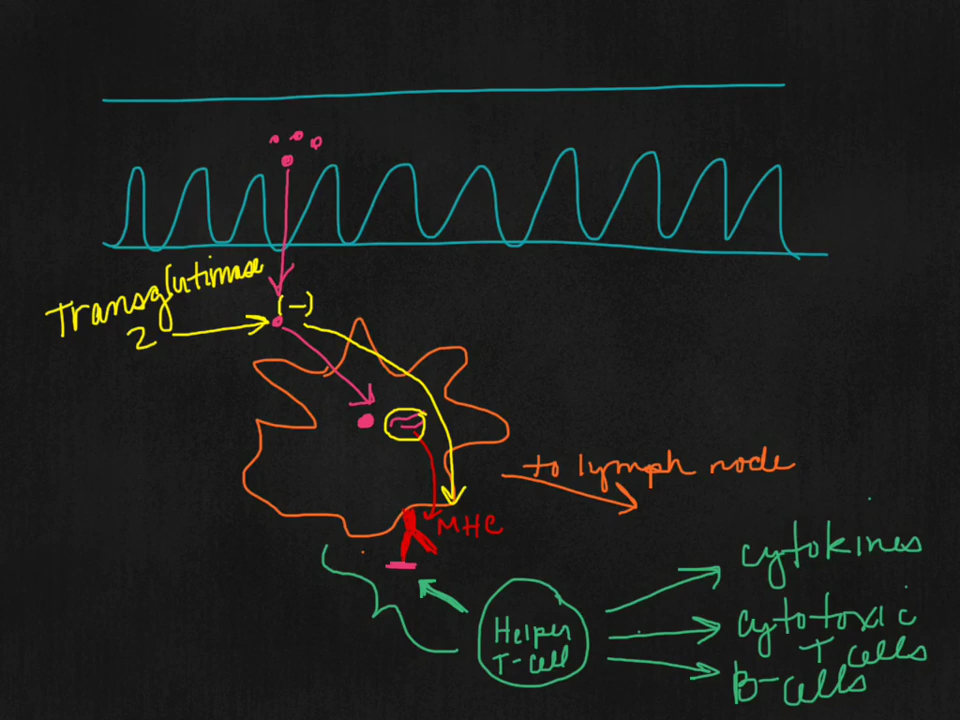 Transglutimase
2
(-)
to lymph node
MHC
cytokines
Helper
T-cell
cytotoxic
T cells
B-cells